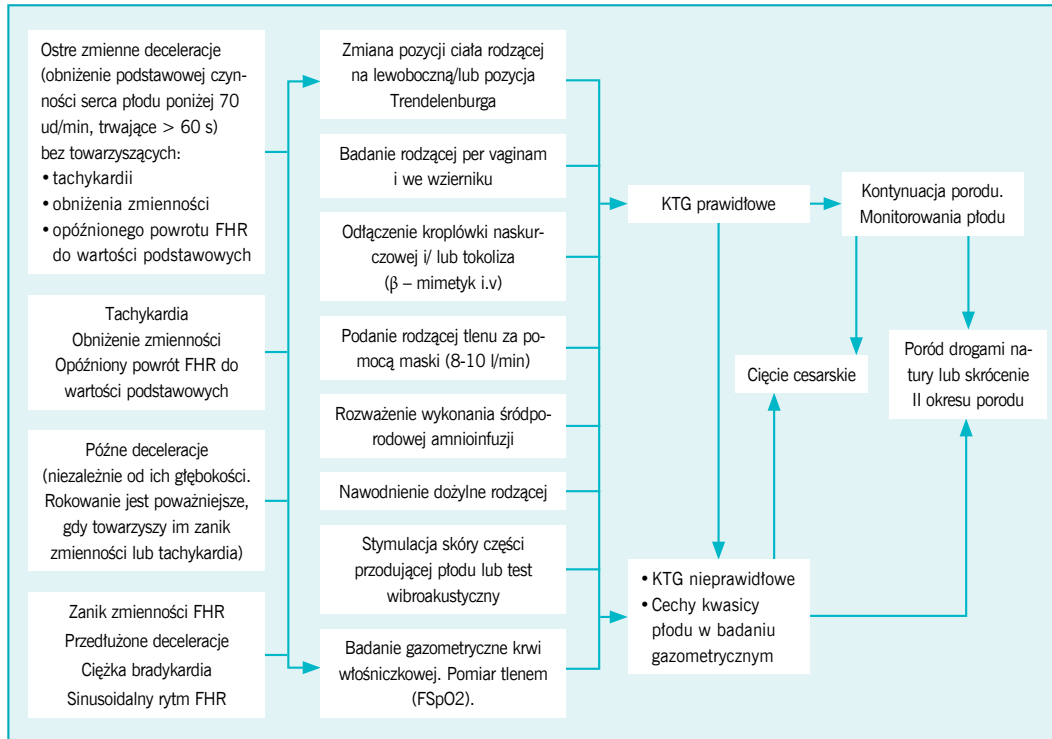 Ostre zmienne deceleracje
(obniżenie podstawowej czyn-
ności serca płodu poniżej 70
ud/min, trwające > 60 s)
bez towarzyszących:
• tachykardii
• obniżenia zmienności
• opóźnionego powrotu FHR
do wartości podstawowych
Tachykardia
Obniżenie zmienności
Opóźniony powrót FHR do
wartości podstawowych
Późne deceleracje
(niezależnie od ich głębokości.
Rokowanie jest poważniejsze,
gdy towarzyszy im zanik
zmienności lub tachykardia)
Zanik zmienności FHR
Przedłużone deceleracje
Ciężka bradykardia
Sinusoidalny rytm FHR
Zmiana pozycji ciała rodzącej
na lewoboczną/lub pozycja
Trendelenburga
Badanie rodzącej per vaginam
i we wzierniku
Odłączenie kroplówki naskur-
czowej i/ lub tokoliza
(β – mimetyk i.v)
Podanie rodzącej tlenu za po-
mocą maski (8-10 l/min)
Rozważenie wykonania śródpo-
rodowej amnioinfuzji
Nawodnienie dożylne rodzącej
Stymulacja skóry części
przodującej płodu lub test
wibroakustyczny
Badanie gazometryczne krwi
włośniczkowej. Pomiar tlenem
(FSpO2).
KTG prawidłowe
• KTG nieprawidłowe
• Cechy kwasicy
płodu w badaniu
gazometrycznym
Kontynuacja porodu.
Monitorowania płodu
Cięcie cesarskie
Poród drogami na-
tury lub skrócenie
II okresu porodu